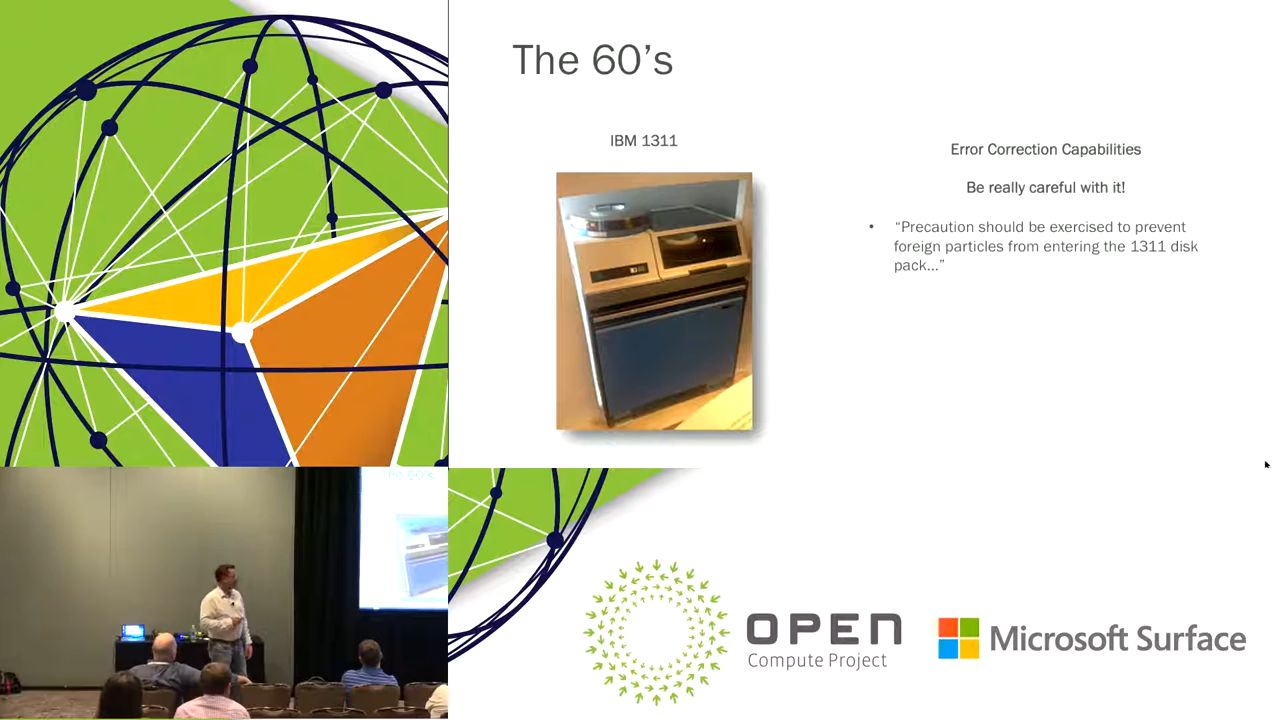 The 60’s
IBM 1311
Error Correction Capabilities
Be really careful with it!
• “Precaution should be exercised to prevent
foreign particles from entering the 1311 disk
pack…”
OPEN
Compute Project
Microsoft Surface